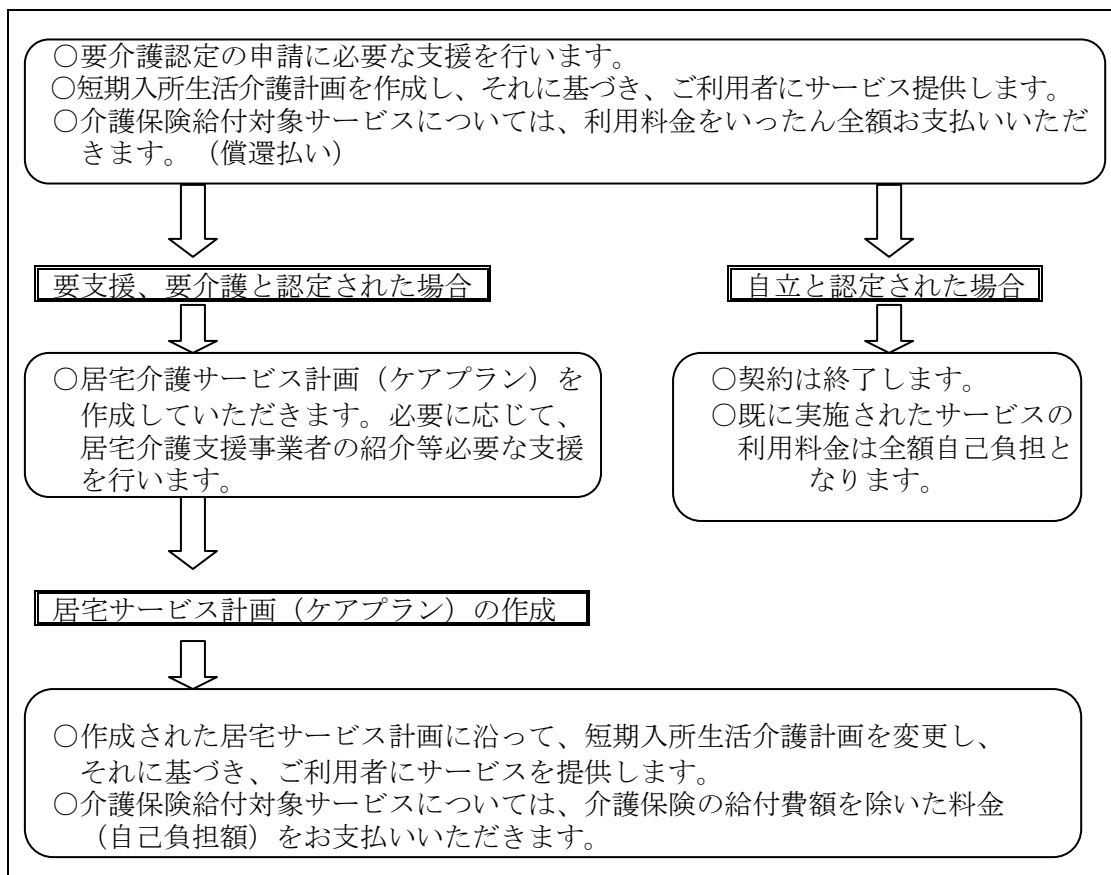 ○要介護認定の申請に必要な支援を行います。
○短期入所生活介護計画を作成し、それに基づき、ご利用者にサービス提供します。
○介護保険給付対象サービスについては、利用料金をいったん全額お支払いいただ
きます。（償還払い）
要支援、要介護と認定された場合
自立と認定された場合
○居宅介護サービス計画（ケアプラン）を
作成していただきます。必要に応じて、
居宅介護支援事業者の紹介等必要な支援
を行います。
○契約は終了します。
○既に実施されたサービスの
利用料金は全額自己負担と
なります。
居宅サービス計画（ケアプラン）の作成
○作成された居宅サービス計画に沿って、短期入所生活介護計画を変更し、
それに基づき、ご利用者にサービスを提供します。
○介護保険給付対象サービスについては、介護保険の給付費額を除いた料金
（自己負担額）をお支払いいただきます。